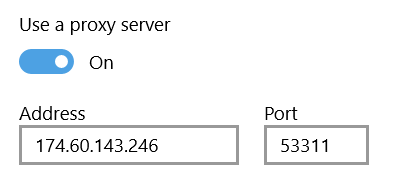 Use a proxy server
On
Address Port
174.60.143.246 53311